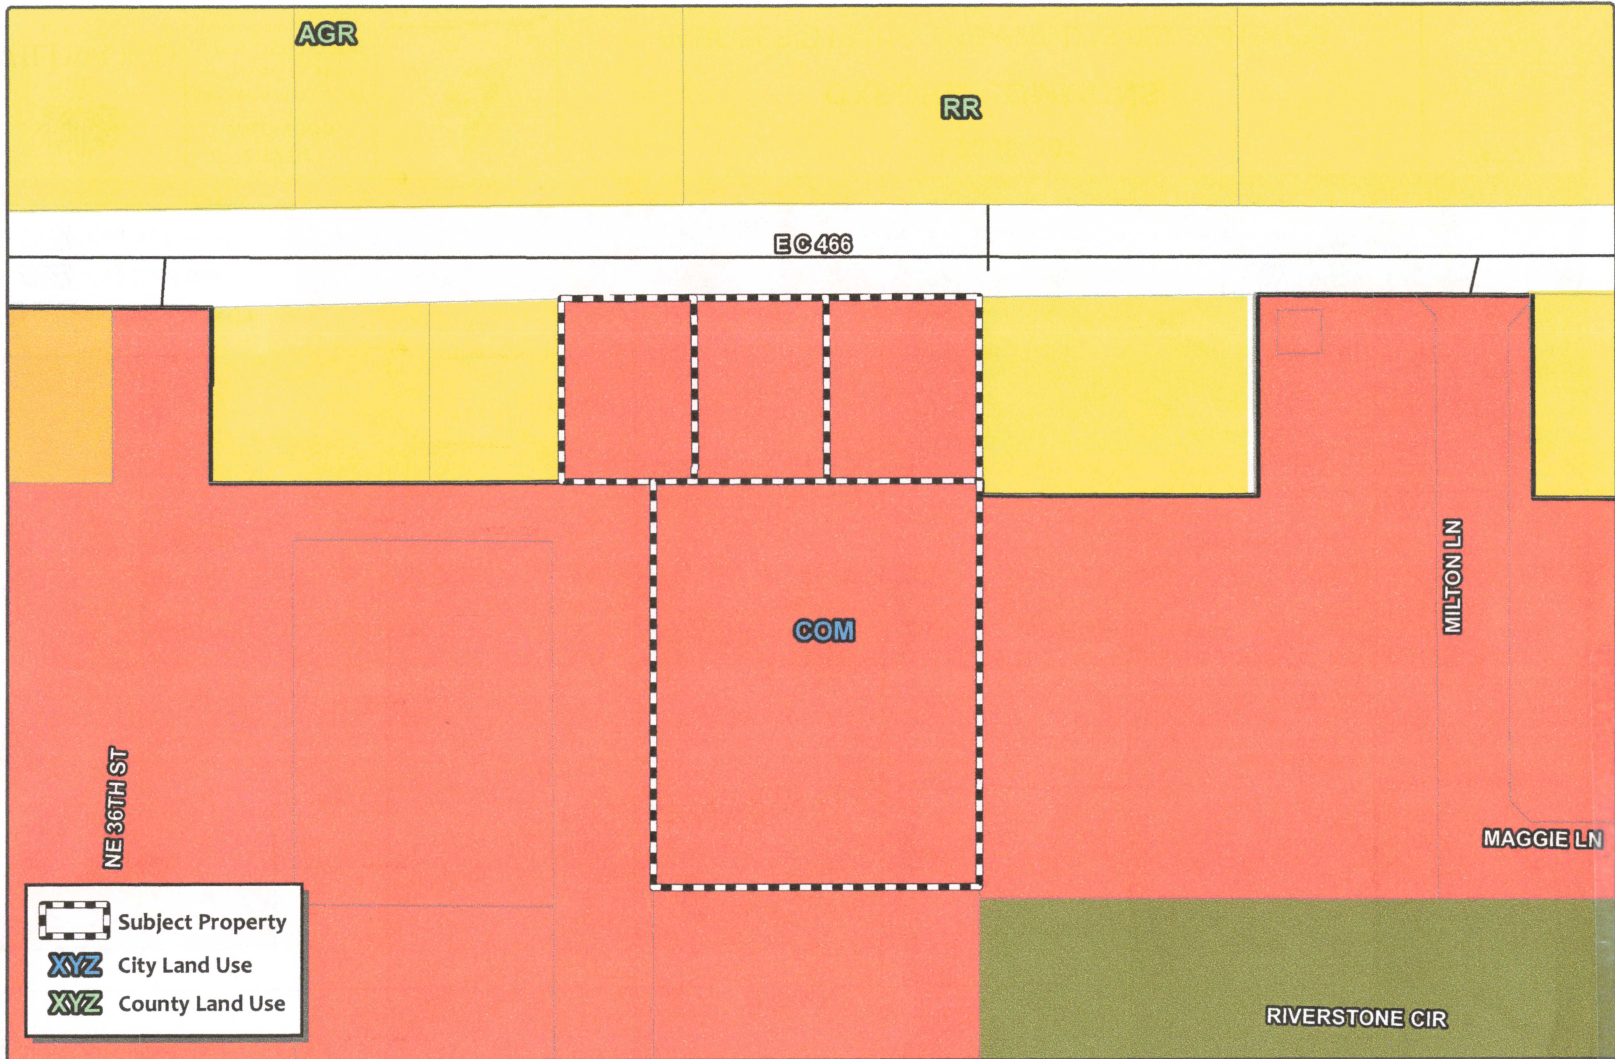 AGR
RR
E C 466
COM
MILTON LN
NE 36TH ST
MAGGIE LN
Subject Property
XYZ City Land Use
XYZ County Land Use
RIVERSTONE CIR